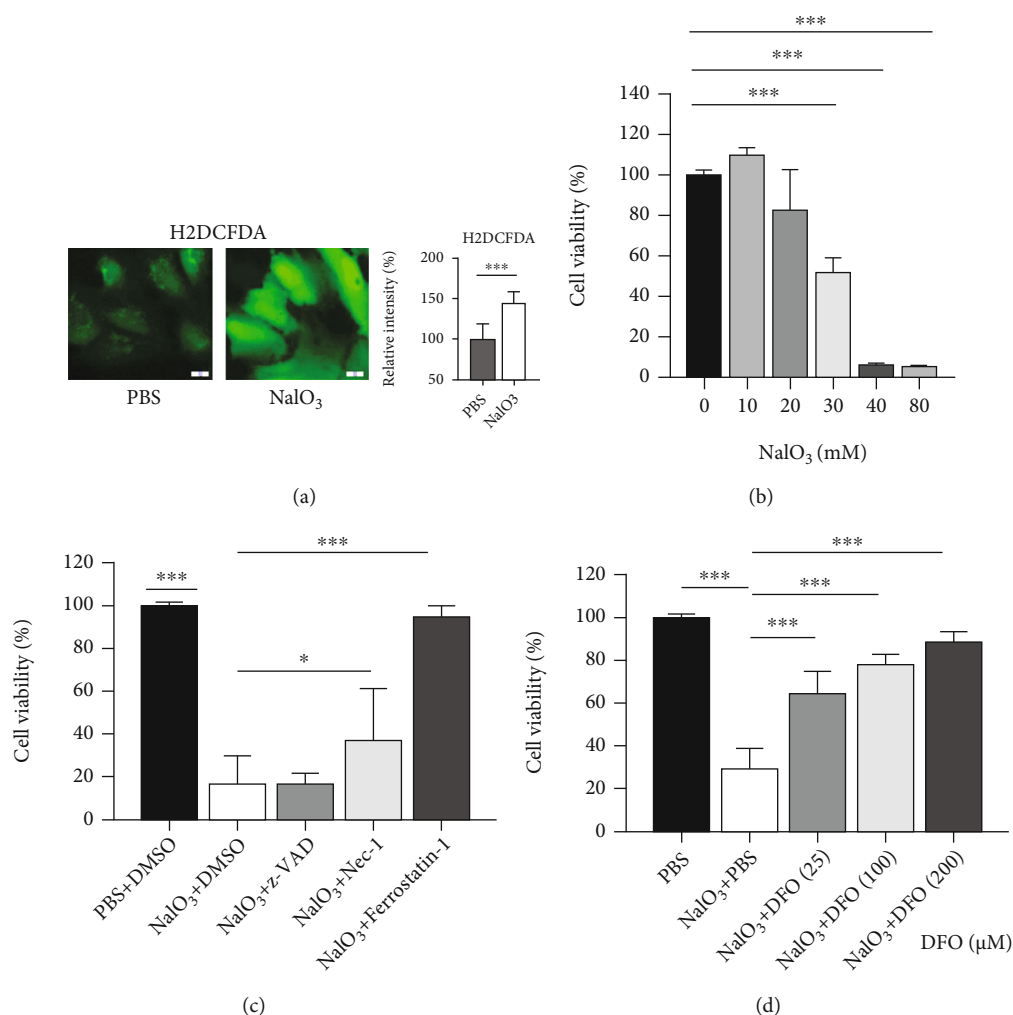 H2DCFDA
PBS
NaIO₃
Relative intensity (%)
H2DCFDA
200
150
100
50
***
PBS
NaIO3
(a)
Cell viability (%)
140
120
100
80
60
40
20
0
***
***
***
0 10 20 30 40 80
NaIO₃ (mM)
(b)
Cell viability (%)
120
100
80
60
40
20
0
***
***
*
PBS+DMSO
NaIO₃+DMSO
NaIO₃+z-VAD
NaIO₃+Nec-1
NaIO₃+Ferrostatin-1
(c)
Cell viability (%)
120
100
80
60
40
20
0
***
***
***
***
PBS
NaIO₃+PBS
NaIO₃+DFO (25)
NaIO₃+DFO (100)
NaIO₃+DFO (200)
DFO (μM)
(d)